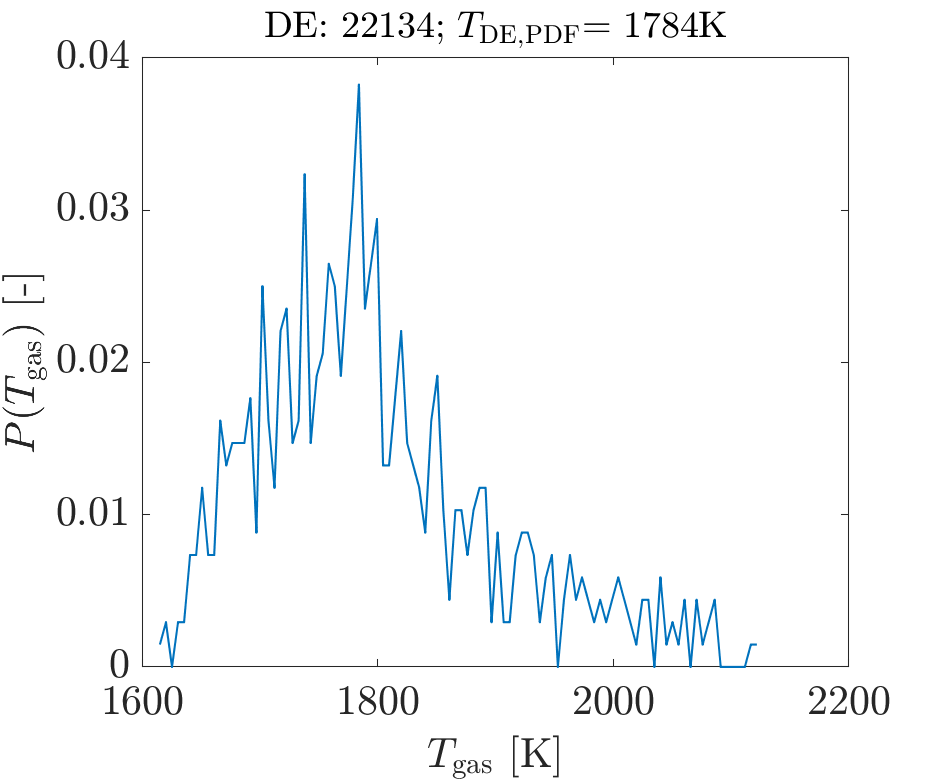 DE: 22134; T_DE,PDF= 1784K
0.04
0.03
0.02
0.01
0
P(T_gas) [-]
1600 1800 2000 2200
T_gas [K]